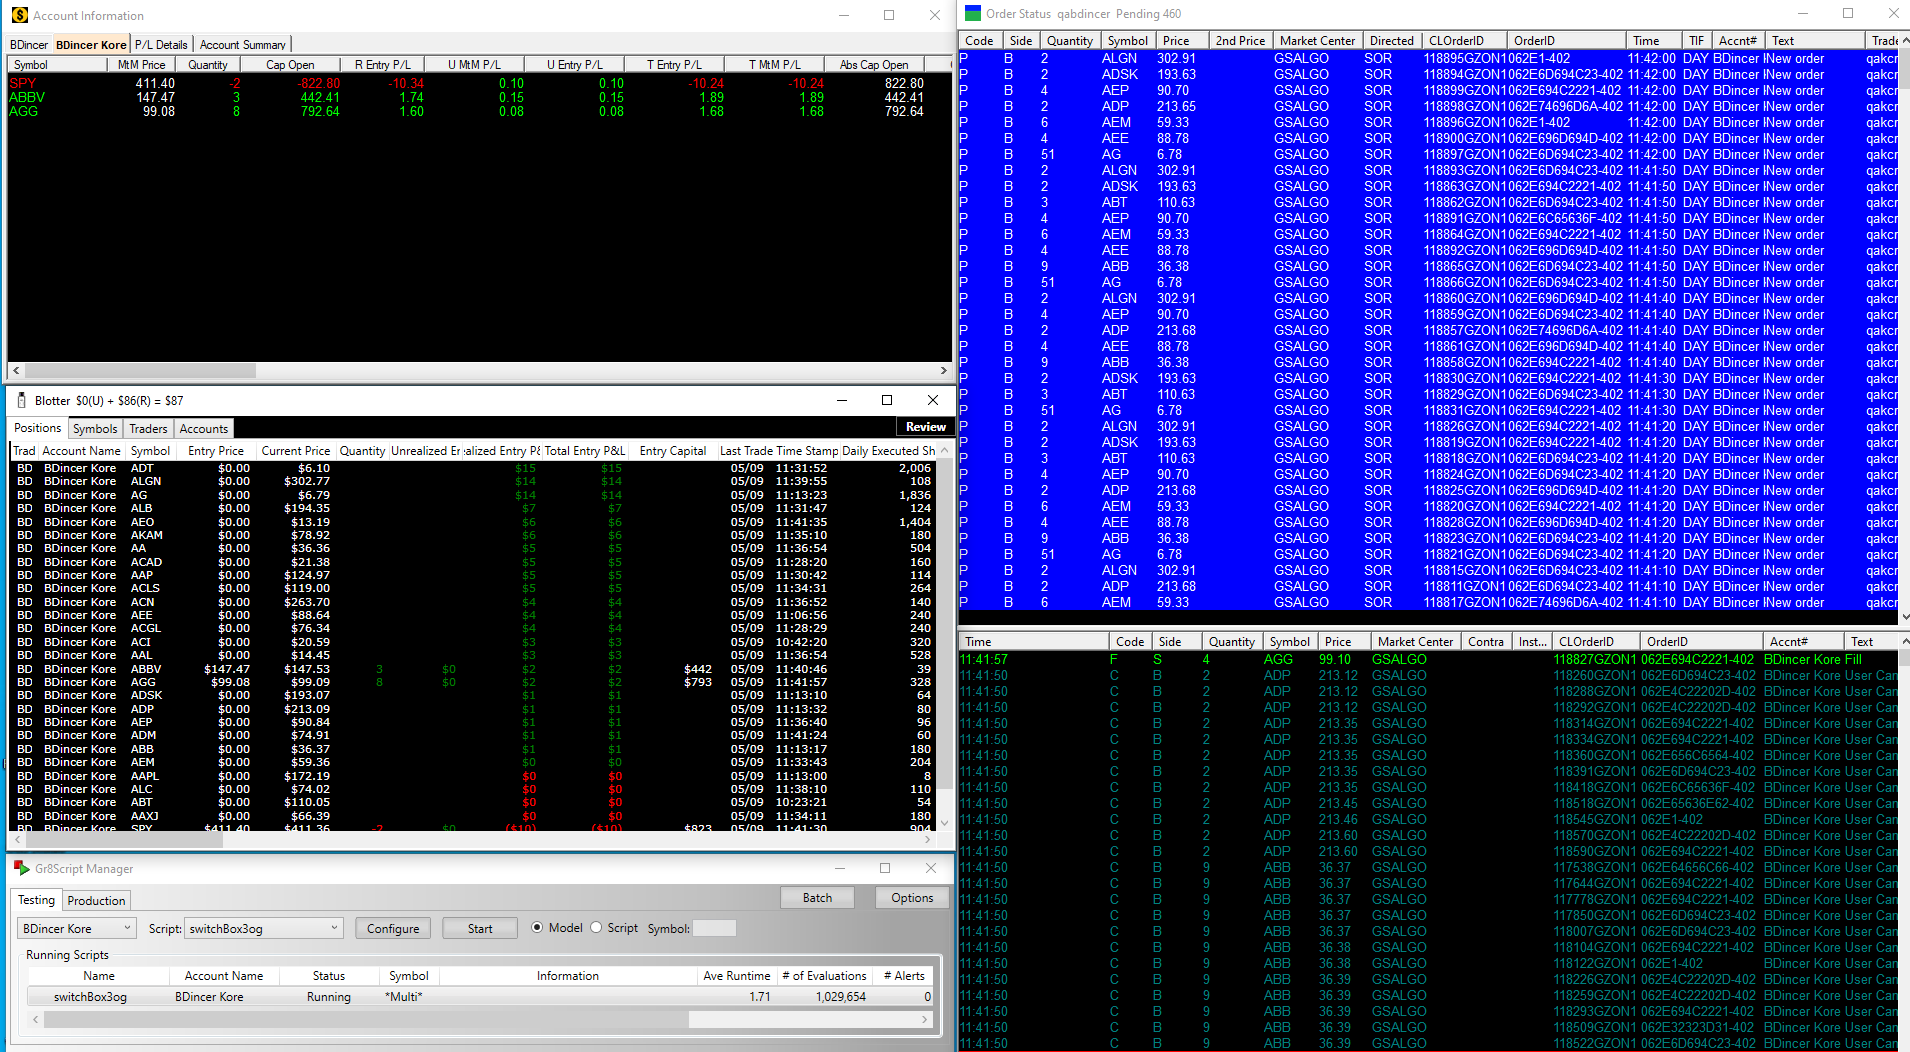 Account Information
BDincer BDincer Kore P/L Details Account Summary
Symbol MtM Price Quantity Cap Open R Entry P/L U MtM P/L U Entry P/L T Entry P/L T MtM P/L Abs Cap Open
SPY 411.40 -2 -822.80 -10.34 0.10 0.10 -10.24 -10.24 822.80
ABBV 147.47 3 442.41 1.74 0.15 0.15 1.89 1.89 442.41
AGG 99.08 8 792.64 1.60 0.08 0.08 1.68 1.68 792.64
Blotter $0(U) + $86(R) = $87
Positions Symbols Traders Accounts Review
Trad Account Name Symbol Entry Price Current Price Quantity Unrealized Er ealized Entry P& Total Entry P&L Entry Capital Last Trade Time Stamp Daily Executed Sh
BD BDincer Kore ADT $0.00 $6.10 $15 $15 05/09 11:31:52 2,006
BD BDincer Kore ALGN $0.00 $302.77 $14 $14 05/09 11:39:55 108
BD BDincer Kore AG $0.00 $6.79 $14 $14 05/09 11:13:23 1,836
BD BDincer Kore ALB $0.00 $194.35 $7 $7 05/09 11:31:47 124
BD BDincer Kore AEO $0.00 $13.19 $6 $6 05/09 11:41:35 1,404
BD BDincer Kore AKAM $0.00 $78.92 $6 $6 05/09 11:35:10 180
BD BDincer Kore AA $0.00 $36.36 $5 $5 05/09 11:36:54 504
BD BDincer Kore ACAD $0.00 $21.38 $5 $5 05/09 11:28:20 160
BD BDincer Kore AAP $0.00 $124.97 $5 $5 05/09 11:30:42 114
BD BDincer Kore ACLS $0.00 $119.00 $5 $5 05/09 11:34:31 264
BD BDincer Kore ACN $0.00 $263.70 $4 $4 05/09 11:36:52 140
BD BDincer Kore AEE $0.00 $88.64 $4 $4 05/09 11:06:56 240
BD BDincer Kore ACGL $0.00 $76.34 $4 $4 05/09 11:28:29 240
BD BDincer Kore ACI $0.00 $20.59 $3 $3 05/09 10:42:20 320
BD BDincer Kore AAL $0.00 $14.45 $3 $3 05/09 11:36:54 528
BD BDincer Kore ABBV $147.47 $147.53 3 $0 $2 $2 $442 05/09 11:40:46 39
BD BDincer Kore AGG $99.08 $99.09 8 $0 $2 $2 $793 05/09 11:41:57 328
BD BDincer Kore ADSK $0.00 $193.07 $1 $1 05/09 11:13:10 64
BD BDincer Kore ADP $0.00 $213.09 $1 $1 05/09 11:13:32 80
BD BDincer Kore AEP $0.00 $90.84 $1 $1 05/09 11:36:40 96
BD BDincer Kore ADM $0.00 $74.91 $1 $1 05/09 11:41:24 60
BD BDincer Kore ABB $0.00 $36.37 $1 $1 05/09 11:13:17 180
BD BDincer Kore AEM $0.00 $59.36 $0 $0 05/09 11:33:43 204
BD BDincer Kore AAPL $0.00 $172.19 $0 $0 05/09 11:13:00 8
BD BDincer Kore ALC $0.00 $74.02 $0 $0 05/09 11:38:10 110
BD BDincer Kore ABT $0.00 $110.05 $0 $0 05/09 10:23:21 54
BD BDincer Kore AAXJ $0.00 $66.39 $0 $0 05/09 11:34:11 180
BD BDincer Kore SPY $411.40 $411.36 -2 $0 ($10) ($10) $823 05/09 11:41:30 904
Gr8Script Manager
Testing Production Batch Options
BDincer Kore Script: switchBox3og Configure Start Model Script Symbol:
Running Scripts
Name Account Name Status Symbol Information Ave Runtime # of Evaluations # Alerts
switchBox3og BDincer Kore Running *Multi* 1.71 1,029,654 0
Order Status qabdincer Pending 460
Code Side Quantity Symbol Price 2nd Price Market Center Directed CLOrderID OrderID Time TIF Accnt# Text Trade
P B 2 ALGN 302.91 GSALGO SOR 118895GZON1062E1-402 11:42:00 DAY BDincer New order qakcr
P B 2 ADSK 193.63 GSALGO SOR 118894GZON1062E6D694C23-402 11:42:00 DAY BDincer New order qakcr
P B 4 AEP 90.70 GSALGO SOR 118899GZON1062E694C2221-402 11:42:00 DAY BDincer New order qakcr
P B 2 ADP 213.65 GSALGO SOR 118898GZON1062E74696D6A-402 11:42:00 DAY BDincer New order qakcr
P B 6 AEM 59.33 GSALGO SOR 118896GZON1062E1-402 11:42:00 DAY BDincer New order qakcr
P B 4 AEE 88.78 GSALGO SOR 118900GZON1062E696D694D-402 11:42:00 DAY BDincer New order qakcr
P B 51 AG 6.78 GSALGO SOR 118897GZON1062E6D694C23-402 11:42:00 DAY BDincer New order qakcr
P B 2 ALGN 302.91 GSALGO SOR 118893GZON1062E6D694C23-402 11:41:50 DAY BDincer New order qakcr
P B 2 ADSK 193.63 GSALGO SOR 118863GZON1062E694C2221-402 11:41:50 DAY BDincer New order qakcr
P B 3 ABT 110.63 GSALGO SOR 118862GZON1062E6D694C23-402 11:41:50 DAY BDincer New order qakcr
P B 4 AEP 90.70 GSALGO SOR 118891GZON1062E6C65636F-402 11:41:50 DAY BDincer New order qakcr
P B 6 AEM 59.33 GSALGO SOR 118864GZON1062E694C2221-402 11:41:50 DAY BDincer New order qakcr
P B 4 AEE 88.78 GSALGO SOR 118892GZON1062E696D694D-402 11:41:50 DAY BDincer New order qakcr
P B 9 ABB 36.38 GSALGO SOR 118865GZON1062E6D694C23-402 11:41:50 DAY BDincer New order qakcr
P B 51 AG 6.78 GSALGO SOR 118866GZON1062E6D694C23-402 11:41:50 DAY BDincer New order qakcr
P B 2 ALGN 302.91 GSALGO SOR 118860GZON1062E696D694D-402 11:41:40 DAY BDincer New order qakcr
P B 4 AEP 90.70 GSALGO SOR 118859GZON1062E6D694C23-402 11:41:40 DAY BDincer New order qakcr
P B 2 ADP 213.68 GSALGO SOR 118857GZON1062E74696D6A-402 11:41:40 DAY BDincer New order qakcr
P B 4 AEE 88.78 GSALGO SOR 118861GZON1062E696D694D-402 11:41:40 DAY BDincer New order qakcr
P B 9 ABB 36.38 GSALGO SOR 118858GZON1062E694C2221-402 11:41:40 DAY BDincer New order qakcr
P B 2 ADSK 193.63 GSALGO SOR 118830GZON1062E694C2221-402 11:41:30 DAY BDincer New order qakcr
P B 3 ABT 110.63 GSALGO SOR 118829GZON1062E6D694C23-402 11:41:30 DAY BDincer New order qakcr
P B 51 AG 6.78 GSALGO SOR 118831GZON1062E694C2221-402 11:41:30 DAY BDincer New order qakcr
P B 2 ALGN 302.91 GSALGO SOR 118826GZON1062E694C2221-402 11:41:20 DAY BDincer New order qakcr
P B 2 ADSK 193.63 GSALGO SOR 118819GZON1062E694C2221-402 11:41:20 DAY BDincer New order qakcr
P B 3 ABT 110.63 GSALGO SOR 118818GZON1062E6D694C23-402 11:41:20 DAY BDincer New order qakcr
P B 4 AEP 90.70 GSALGO SOR 118824GZON1062E6D694C23-402 11:41:20 DAY BDincer New order qakcr
P B 2 ADP 213.68 GSALGO SOR 118825GZON1062E696D694D-402 11:41:20 DAY BDincer New order qakcr
P B 6 AEM 59.33 GSALGO SOR 118820GZON1062E694C2221-402 11:41:20 DAY BDincer New order qakcr
P B 4 AEE 88.78 GSALGO SOR 118828GZON1062E696D694D-402 11:41:20 DAY BDincer New order qakcr
P B 9 ABB 36.38 GSALGO SOR 118823GZON1062E6D694C23-402 11:41:20 DAY BDincer New order qakcr
P B 51 AG 6.78 GSALGO SOR 118821GZON1062E6D694C23-402 11:41:20 DAY BDincer New order qakcr
P B 2 ALGN 302.91 GSALGO SOR 118815GZON1062E6D694C23-402 11:41:10 DAY BDincer New order qakcr
P B 2 ADP 213.68 GSALGO SOR 118811GZON1062E6D694C23-402 11:41:10 DAY BDincer New order qakcr
P B 6 AEM 59.33 GSALGO SOR 118817GZON1062E74696D6A-402 11:41:10 DAY BDincer New order qakcr
Time Code Side Quantity Symbol Price Market Center Contra Inst... CLOrderID OrderID Accnt# Text
11:41:57 F S 4 AGG 99.10 GSALGO 118827GZON1 062E694C2221-402 BDincer Kore Fill
11:41:50 C B 2 ADP 213.12 GSALGO 118260GZON1 062E6D694C23-402 BDincer Kore User Can
11:41:50 C B 2 ADP 213.12 GSALGO 118288GZON1 062E4C22202D-402 BDincer Kore User Can
11:41:50 C B 2 ADP 213.12 GSALGO 118292GZON1 062E4C22202D-402 BDincer Kore User Can
11:41:50 C B 2 ADP 213.35 GSALGO 118314GZON1 062E694C2221-402 BDincer Kore User Can
11:41:50 C B 2 ADP 213.35 GSALGO 118334GZON1 062E694C2221-402 BDincer Kore User Can
11:41:50 C B 2 ADP 213.35 GSALGO 118360GZON1 062E656C6564-402 BDincer Kore User Can
11:41:50 C B 2 ADP 213.35 GSALGO 118391GZON1 062E6D694C23-402 BDincer Kore User Can
11:41:50 C B 2 ADP 213.35 GSALGO 118418GZON1 062E6C65636F-402 BDincer Kore User Can
11:41:50 C B 2 ADP 213.45 GSALGO 118518GZON1 062E65636E62-402 BDincer Kore User Can
11:41:50 C B 2 ADP 213.46 GSALGO 118545GZON1 062E1-402 BDincer Kore User Can
11:41:50 C B 2 ADP 213.60 GSALGO 118570GZON1 062E4C22202D-402 BDincer Kore User Can
11:41:50 C B 2 ADP 213.60 GSALGO 118590GZON1 062E694C2221-402 BDincer Kore User Can
11:41:50 C B 9 ABB 36.37 GSALGO 117538GZON1 062E64656C66-402 BDincer Kore User Can
11:41:50 C B 9 ABB 36.37 GSALGO 117644GZON1 062E694C2221-402 BDincer Kore User Can
11:41:50 C B 9 ABB 36.37 GSALGO 117778GZON1 062E694C2221-402 BDincer Kore User Can
11:41:50 C B 9 ABB 36.37 GSALGO 117850GZON1 062E6D694C23-402 BDincer Kore User Can
11:41:50 C B 9 ABB 36.37 GSALGO 118007GZON1 062E6D694C23-402 BDincer Kore User Can
11:41:50 C B 9 ABB 36.38 GSALGO 118104GZON1 062E694C2221-402 BDincer Kore User Can
11:41:50 C B 9 ABB 36.38 GSALGO 118122GZON1 062E1-402 BDincer Kore User Can
11:41:50 C B 9 ABB 36.39 GSALGO 118226GZON1 062E4C22202D-402 BDincer Kore User Can
11:41:50 C B 9 ABB 36.39 GSALGO 118259GZON1 062E4C22202D-402 BDincer Kore User Can
11:41:50 C B 9 ABB 36.39 GSALGO 118293GZON1 062E4C22202D-402 BDincer Kore User Can
11:41:50 C B 9 ABB 36.39 GSALGO 118509GZON1 062E32323D31-402 BDincer Kore User Can
11:41:50 C B 9 ABB 36.39 GSALGO 118522GZON1 062E6D694C23-402 BDincer Kore User Can